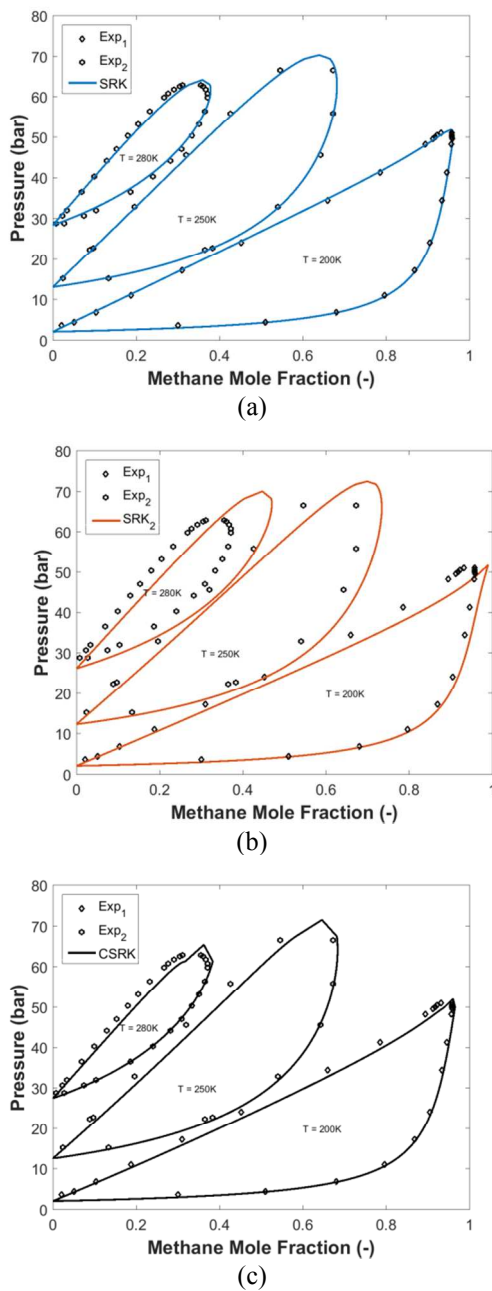 80
70
60
50
40
30
20
10
0
Pressure (bar)
Exp1
Exp2
SRK
T = 280K
T = 250K
T = 200K
0 0.2 0.4 0.6 0.8 1
Methane Mole Fraction (-)
(a)
80
70
60
50
40
30
20
10
0
Pressure (bar)
Exp1
Exp2
SRK2
T = 280K
T = 250K
T = 200K
0 0.2 0.4 0.6 0.8 1
Methane Mole Fraction (-)
(b)
80
70
60
50
40
30
20
10
0
Pressure (bar)
Exp1
Exp2
CSRK
T = 280K
T = 250K
T = 200K
0 0.2 0.4 0.6 0.8 1
Methane Mole Fraction (-)
(c)